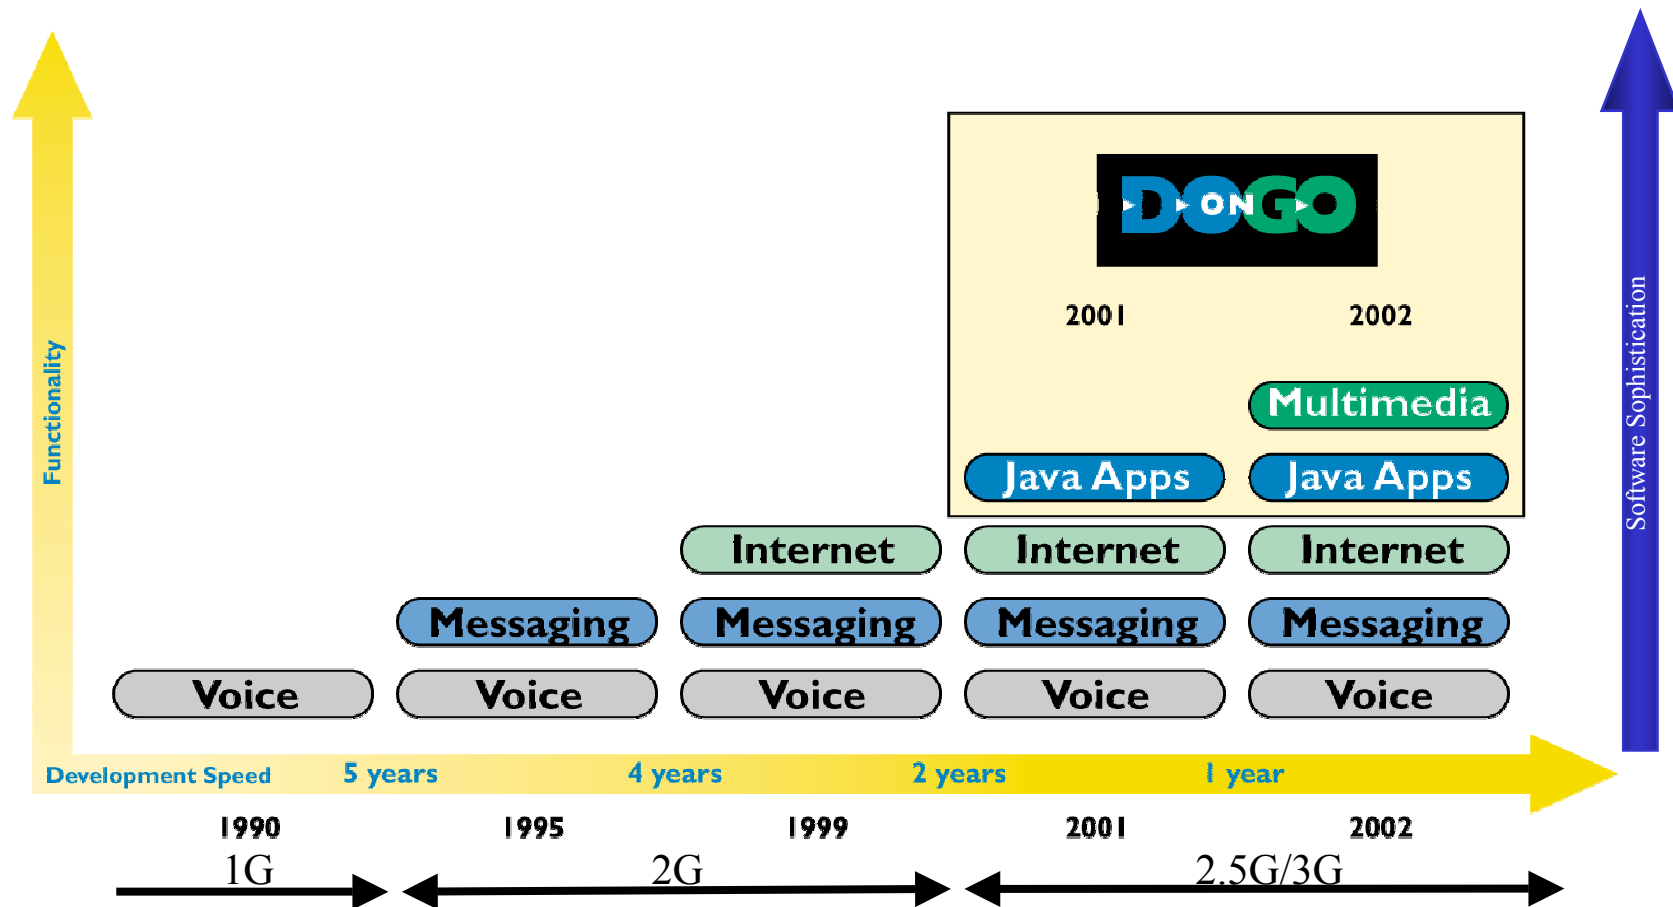 DOGO
ON
2001 2002
Functionality
Software Sophistication
Multimedia
Java Apps Java Apps
Internet Internet Internet
Messaging Messaging Messaging Messaging
Voice Voice Voice Voice Voice
Development Speed 5 years 4 years 2 years 1 year
1990 1995 1999 2001 2002
1G 2G 2.5G/3G